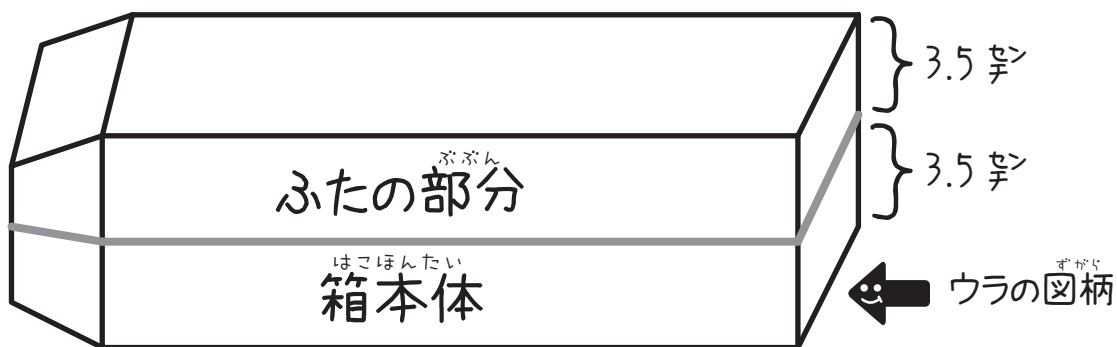 3.5 センチ
ぶぶん
ふたの部分
3.5 センチ
はこほんたい
箱本体
ずがら
ウラの図柄